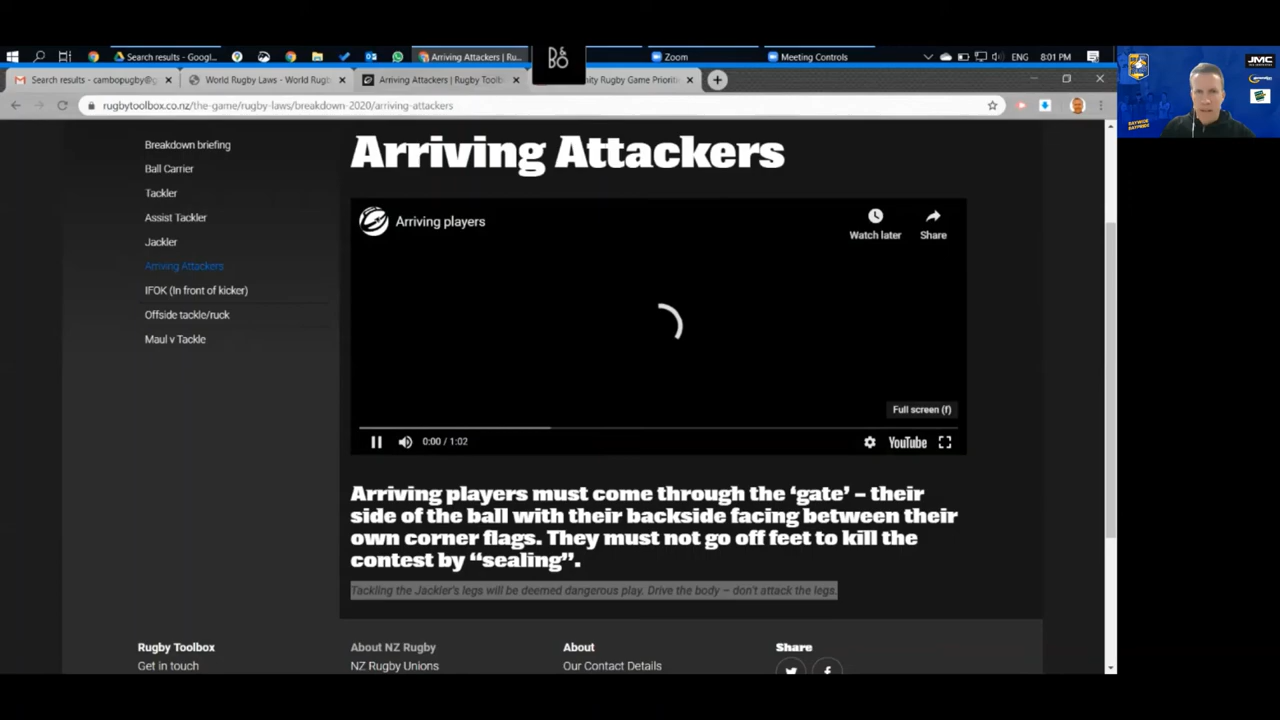 Search results - Googl...
Arriving Attackers | Ru...
B&
DO
Zoom
Meeting Controls
ENG
8:01 PM
JMC
Search results - cambopugby@g
World Rugby Laws - World Rugb
Arriving Attackers | Rugby Toolb
nity Rugby Game Prioriti
rugbytoolbox.co.nz/the-game/rugby-laws/breakdown-2020/arriving-attackers
BAYWIDE
BAYPRIDE
Breakdown briefing
Ball Carrier
Tackler
Assist Tackler
Jackler
Arriving Attackers
IFOK (In front of kicker)
Offside tackle/ruck
Maul v Tackle
Arriving Attackers
Arriving players
Watch later
Share
Full screen (f)
0:00 / 1:02
YouTube
Arriving players must come through the ‘gate’ – their
side of the ball with their backside facing between their
own corner flags. They must not go off feet to kill the
contest by “sealing”.
Tackling the Jackler's legs will be deemed dangerous play. Drive the body – don't attack the legs.
Rugby Toolbox
Get in touch
About NZ Rugby
NZ Rugby Unions
About
Our Contact Details
Share